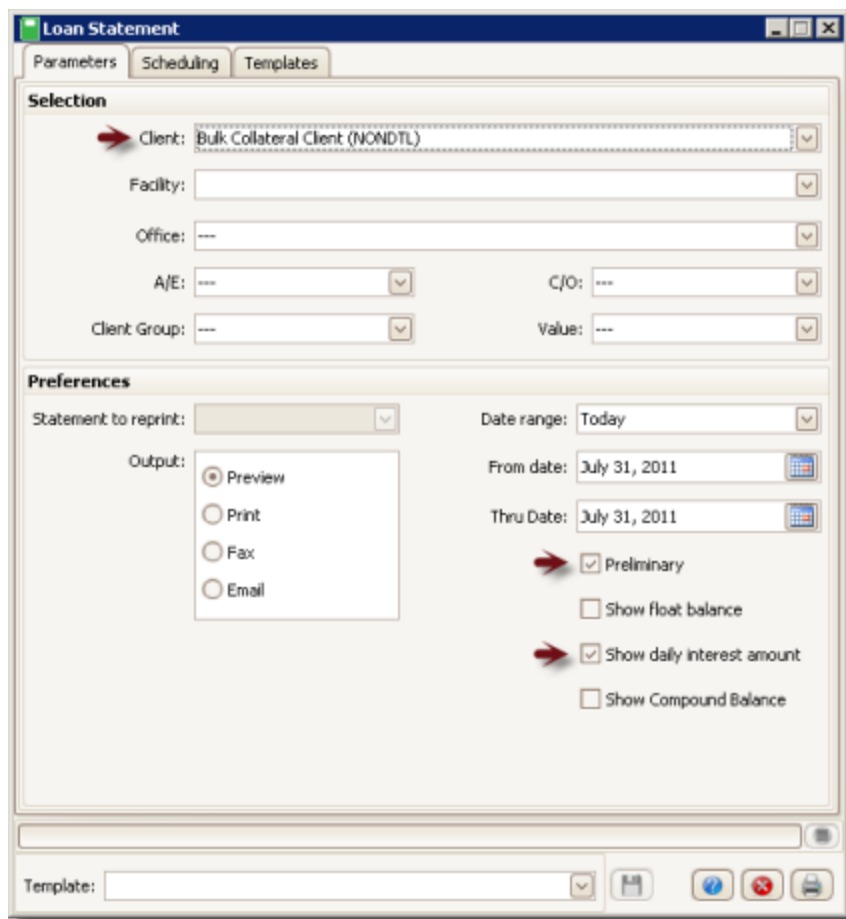 Loan Statement
Parameters Scheduling Templates
Selection
Client: Bulk Collateral Client (NONDTL)
Facility:
Office: ---
A/E: --- C/O: ---
Client Group: --- Value: ---
Preferences
Statement to reprint: Date range: Today
Output: From date: July 31, 2011
Preview
Print Thru Date: July 31, 2011
Fax Preliminary
Email Show float balance
Show daily interest amount
Show Compound Balance
Template: